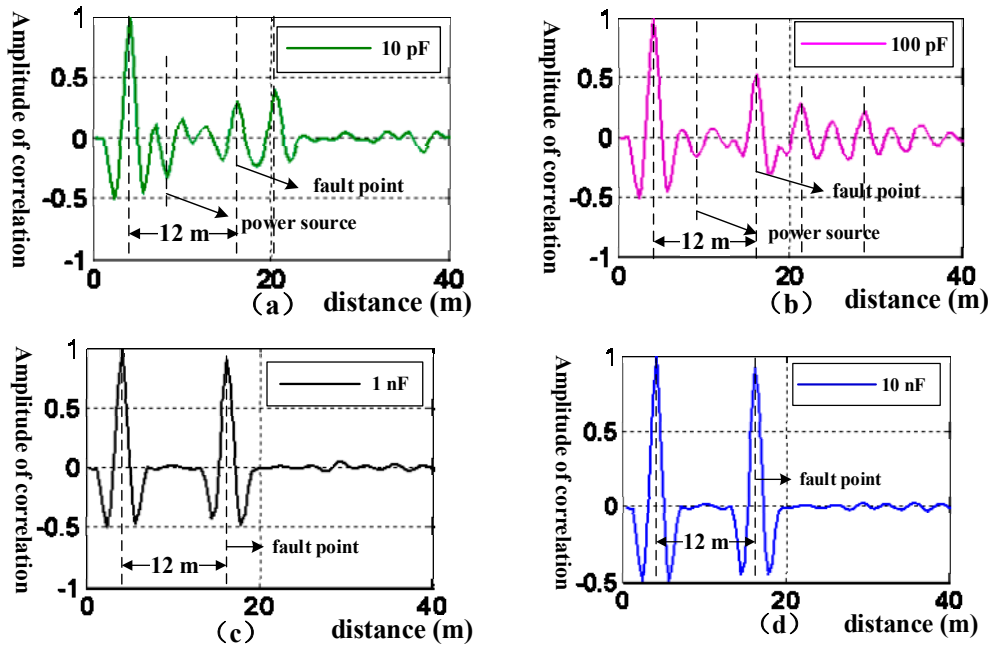 Amplitude of correlation
1
0.5
0
-0.5
-1
10 pF
fault point
power source
12 m
0
20
40
(a)
distance (m)
Amplitude of correlation
1
0.5
0
-0.5
-1
100 pF
fault point
power source
12 m
0
20
40
(b)
distance (m)
Amplitude of correlation
1
0.5
0
-0.5
-1
1 nF
12 m
fault point
0
20
40
(c)
distance (m)
Amplitude of correlation
1
0.5
0
-0.5
10 nF
fault point
12 m
0
20
40
(d)
distance (m)